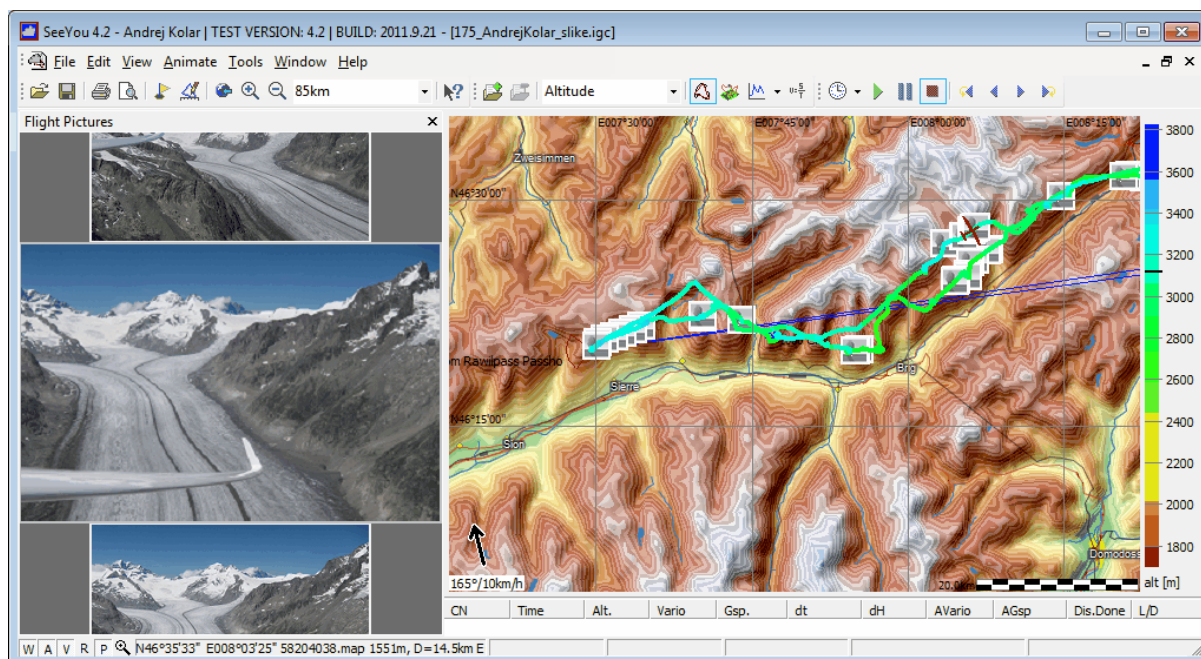 SeeYou 4.2 - Andrej Kolar | TEST VERSION: 4.2 | BUILD: 2011.9.21 - [175_AndrejKolar_slike.igc]
File Edit View Animate Tools Window Help
85km
Altitude
Flight Pictures
E007°30'00"
E007°45'00"
E008°00'00"
E008°15'00"
3800
Zweisimmen
3600
N46°30'00"
3400
3200
3000
om Rawilpass Passho
2800
Brig
Sierre
2600
N46°15'00"
2400
Sion
2200
2000
1800
Domodoss
165°/10km/h
20.0km
alt [m]
CN Time Alt. Vario Gsp. dt dH AVario AGsp Dis.Done L/D
W A V R P N46°35'33" E008°03'25" 58204038.map 1551m, D=14.5km E